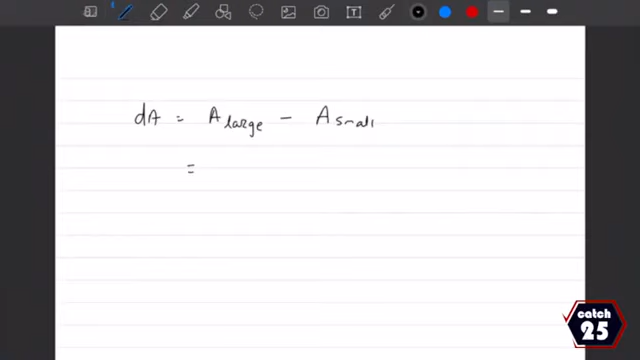 dA = A large - A small
=
catch
25